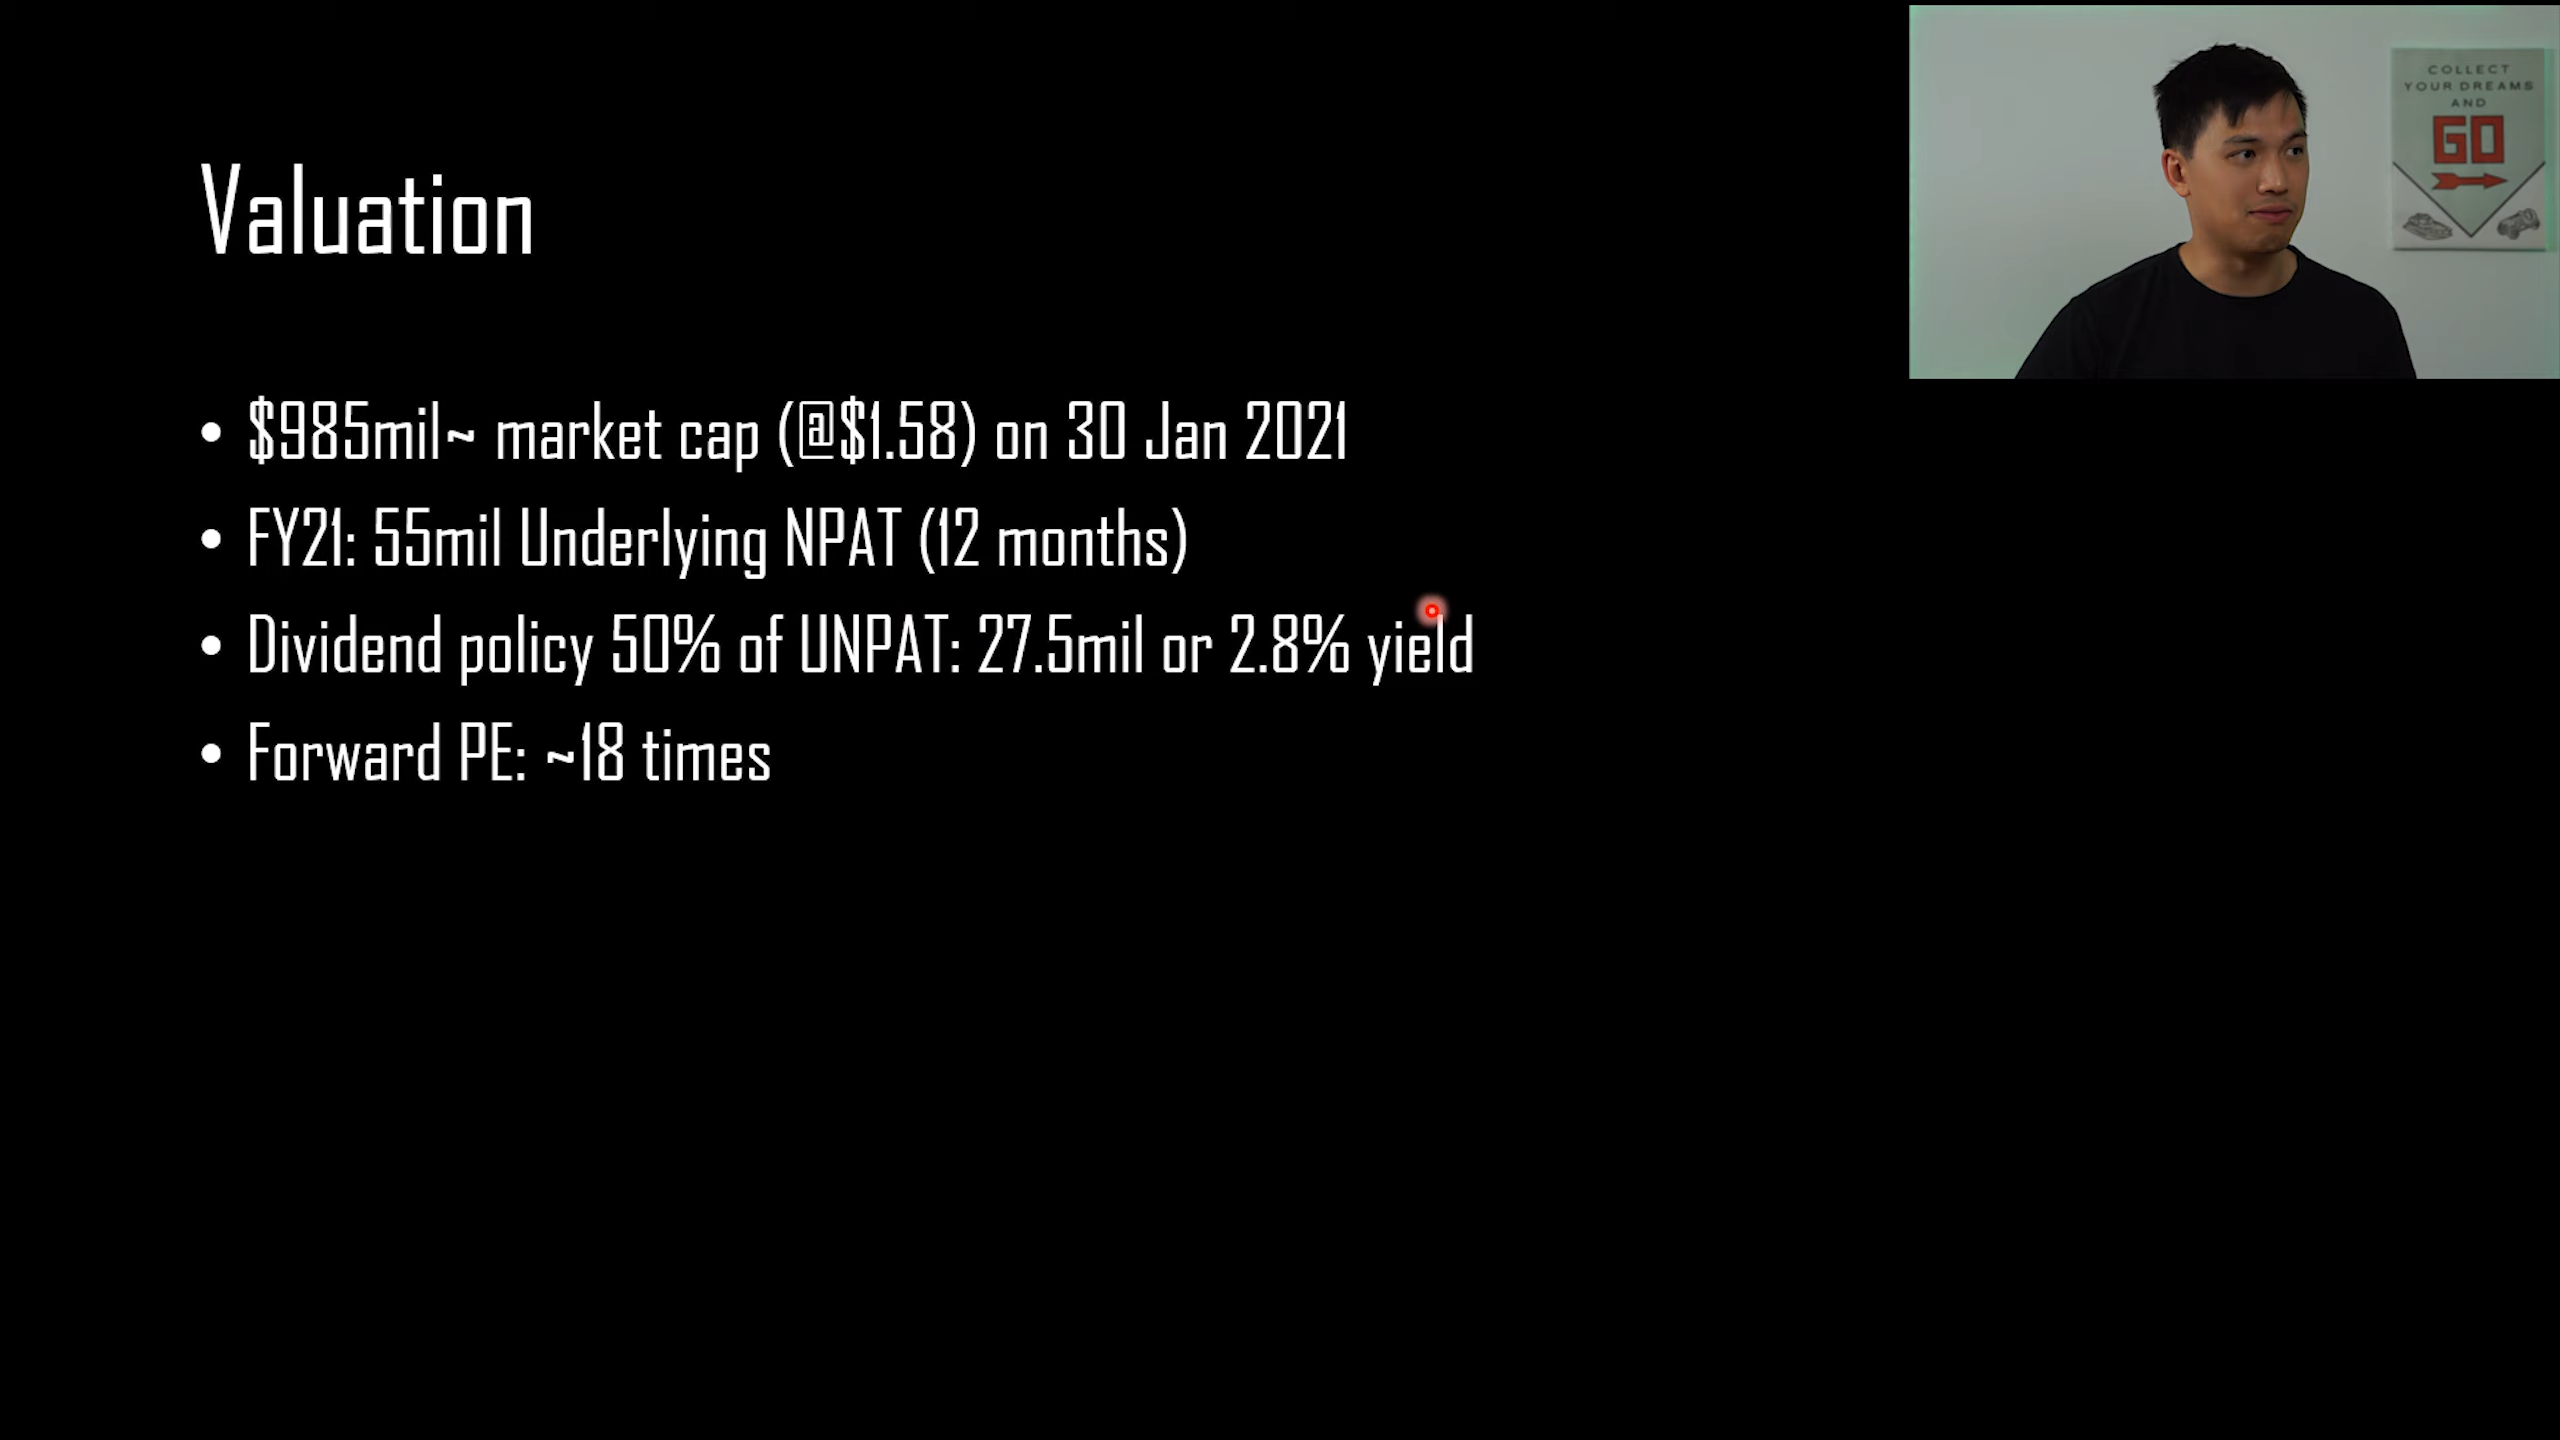 Valuation
• $985mil~ market cap (@$1.58) on 30 Jan 2021
• FY21: 55mil Underlying NPAT (12 months)
• Dividend policy 50% of UNPAT: 27.5mil or 2.8% yield
• Forward PE: ~18 times
COLLECT
YOUR DREAMS
AND
GO